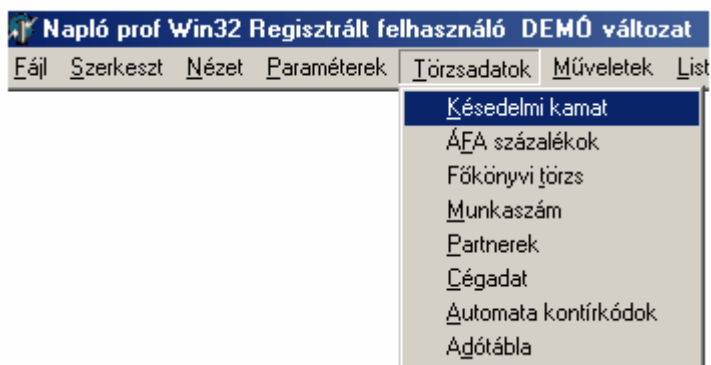 Napló prof Win32 Regisztrált felhasználó DEMÓ változat
Fájl Szerkeszt Nézet Paraméterek Törzsadatok Műveletek List
Késedelmi kamat
ÁFA százalékok
Főkönyvi törzs
Munkaszám
Partnerek
Cégadat
Automata kontírkódok
Adótábla